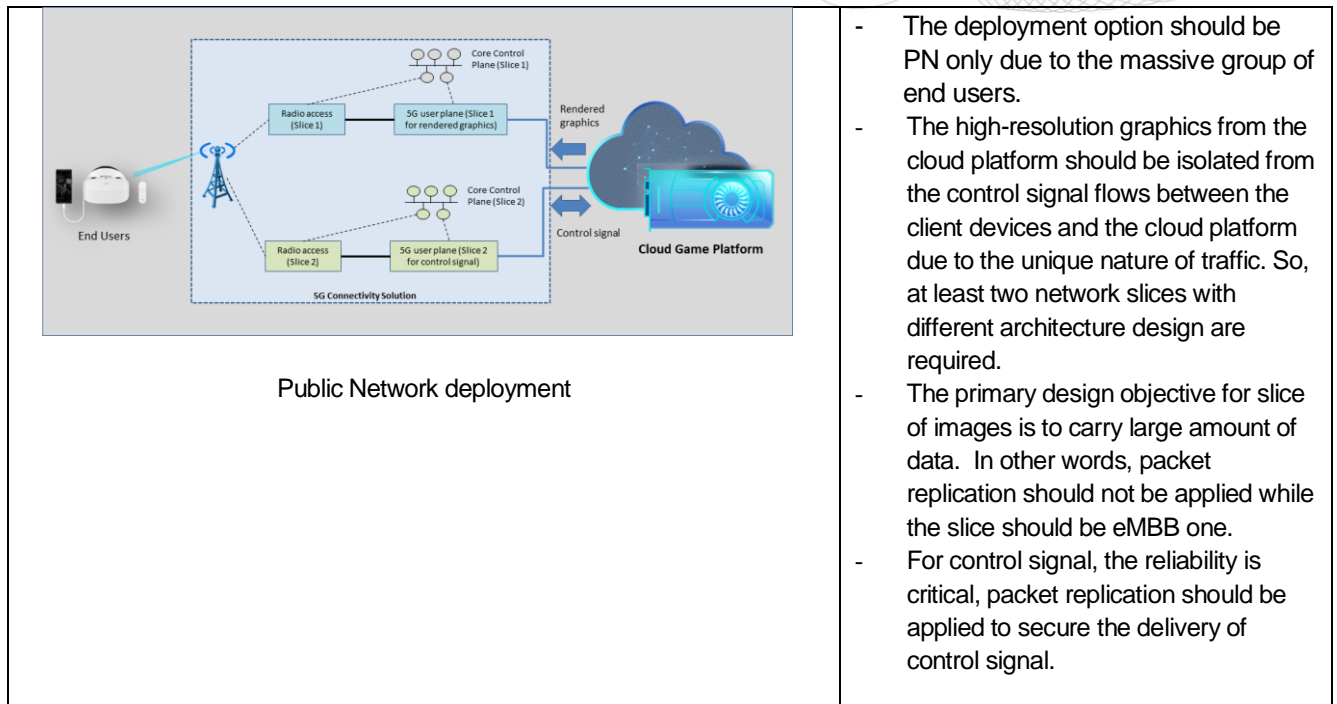 Core Control
Plane (Slice 1)
Radio access
(Slice 1)
5G user plane (Slice 1
for rendered graphics)
Rendered
graphics
End Users
Core Control
Plane (Slice 2)
Radio access
(Slice 2)
5G user plane (Slice 2
for control signal)
Control signal
Cloud Game Platform
5G Connectivity Solution
Public Network deployment
- The deployment option should be
PN only due to the massive group of
end users.
- The high-resolution graphics from the
cloud platform should be isolated from
the control signal flows between the
client devices and the cloud platform
due to the unique nature of traffic. So,
at least two network slices with
different architecture design are
required.
- The primary design objective for slice
of images is to carry large amount of
data. In other words, packet
replication should not be applied while
the slice should be eMBB one.
- For control signal, the reliability is
critical, packet replication should be
applied to secure the delivery of
control signal.